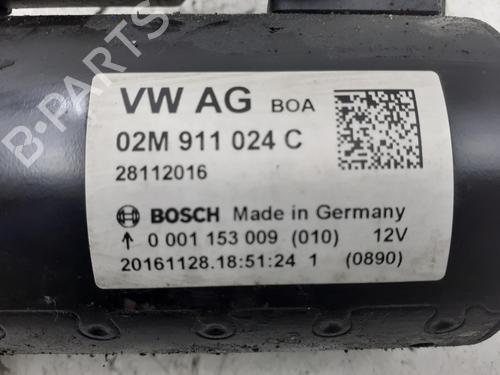 VW AG BOA
02M 911 024 C
28112016
BOSCH Made in Germany
↑ 0 001 153 009 (010) 12V
20161128.18:51:24 1 (0890)
B-PARTS